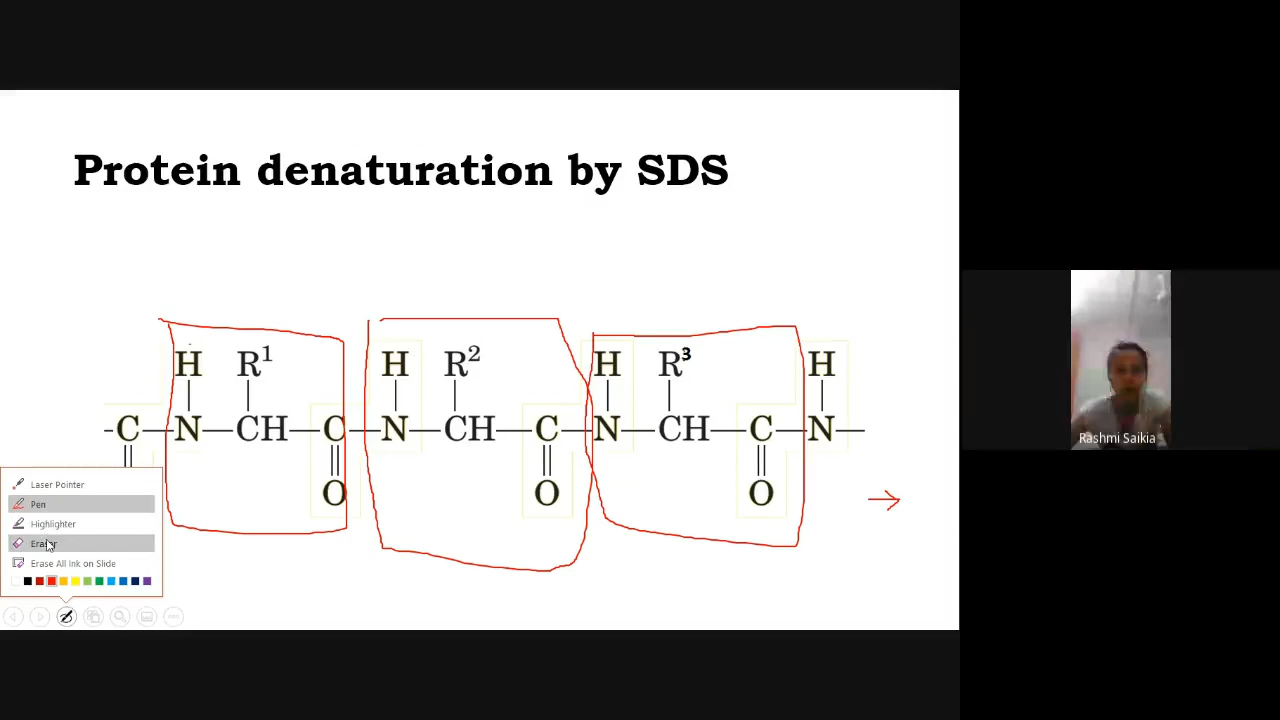 Protein denaturation by SDS
H R¹ H R² H R³ H
C N CH C N CH C N CH C N
O O O
Laser Pointer
Pen
Highlighter
Eraser
Erase All Ink on Slide
Rashmi Saikia